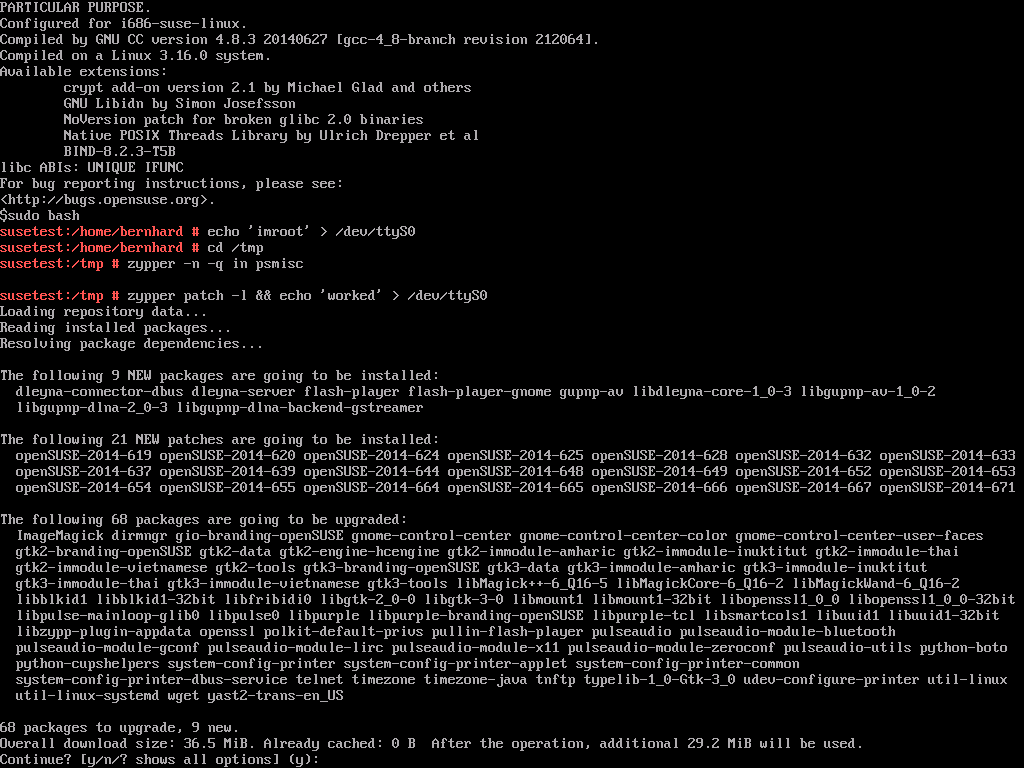 PARTICULAR PURPOSE.
Configured for i686-suse-linux.
Compiled by GNU CC version 4.8.3 20140627 [gcc-4_8-branch revision 212064].
Compiled on a Linux 3.16.0 system.
Available extensions:
        crypt add-on version 2.1 by Michael Glad and others
        GNU Libidn by Simon Josefsson
        NoVersion patch for broken glibc 2.0 binaries
        Native POSIX Threads Library by Ulrich Drepper et al
        BIND-8.2.3-T5B
libc ABIs: UNIQUE IFUNC
For bug reporting instructions, please see:
<http://bugs.opensuse.org>.
$sudo bash
susetest:/home/bernhard # echo 'imroot' > /dev/ttyS0
susetest:/home/bernhard # cd /tmp
susetest:/tmp # zypper -n -q in psmisc
susetest:/tmp # zypper patch -l && echo 'worked' > /dev/ttyS0
Loading repository data...
Reading installed packages...
Resolving package dependencies...
The following 9 NEW packages are going to be installed:
  dleyna-connector-dbus dleyna-server flash-player flash-player-gnome gupnp-av libdleyna-core-1_0-3 libgupnp-av-1_0-2
  libgupnp-dlna-2_0-3 libgupnp-dlna-backend-gstreamer
The following 21 NEW patches are going to be installed:
  openSUSE-2014-619 openSUSE-2014-620 openSUSE-2014-624 openSUSE-2014-625 openSUSE-2014-628 openSUSE-2014-632 openSUSE-2014-633
  openSUSE-2014-637 openSUSE-2014-639 openSUSE-2014-644 openSUSE-2014-648 openSUSE-2014-649 openSUSE-2014-652 openSUSE-2014-653
  openSUSE-2014-654 openSUSE-2014-655 openSUSE-2014-664 openSUSE-2014-665 openSUSE-2014-666 openSUSE-2014-667 openSUSE-2014-671
The following 68 packages are going to be upgraded:
  ImageMagick dirmngr gio-branding-openSUSE gnome-control-center gnome-control-center-color gnome-control-center-user-faces
  gtk2-branding-openSUSE gtk2-data gtk2-engine-hcengine gtk2-immodule-amharic gtk2-immodule-inuktitut gtk2-immodule-thai
  gtk2-immodule-vietnamese gtk2-tools gtk3-branding-openSUSE gtk3-data gtk3-immodule-amharic gtk3-immodule-inuktitut
  gtk3-immodule-thai gtk3-immodule-vietnamese gtk3-tools libMagick++-6_Q16-5 libMagickCore-6_Q16-2 libMagickWand-6_Q16-2
  libblkid1 libblkid1-32bit libfribidi0 libgtk-2_0-0 libgtk-3-0 libmount1 libmount1-32bit libopenssl1_0_0 libopenssl1_0_0-32bit
  libpulse-mainloop-glib0 libpulse0 libpurple libpurple-branding-openSUSE libpurple-tcl libsmartcols1 libuuid1 libuuid1-32bit
  libzypp-plugin-appdata openssl polkit-default-privs pullin-flash-player pulseaudio pulseaudio-module-bluetooth
  pulseaudio-module-gconf pulseaudio-module-lirc pulseaudio-module-x11 pulseaudio-module-zeroconf pulseaudio-utils python-boto
  python-cupshelpers system-config-printer system-config-printer-applet system-config-printer-common
  system-config-printer-dbus-service telnet timezone timezone-java tnftp typelib-1_0-Gtk-3_0 udev-configure-printer util-linux
  util-linux-systemd wget yast2-trans-en_US
68 packages to upgrade, 9 new.
Overall download size: 36.5 MiB. Already cached: 0 B  After the operation, additional 29.2 MiB will be used.
Continue? [y/n/? shows all options] (y):